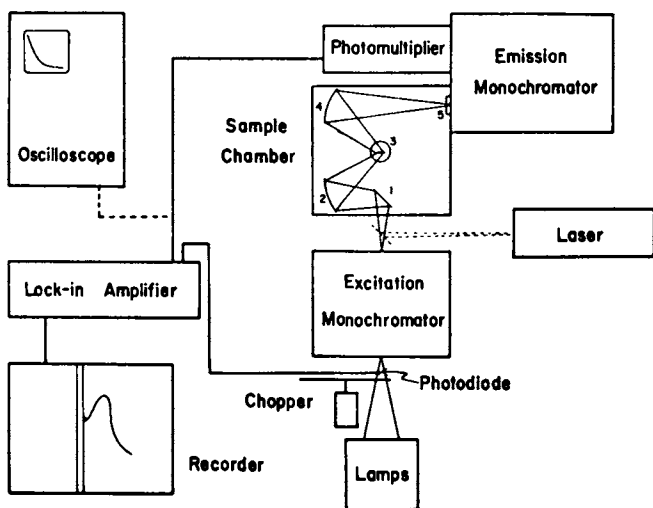 Photomultiplier
Emission
Monochromator
Oscilloscope
Sample
Chamber
4
5
3
2
1
Laser
Lock-in Amplifier
Excitation
Monochromator
Photodiode
Chopper
Recorder
Lamps